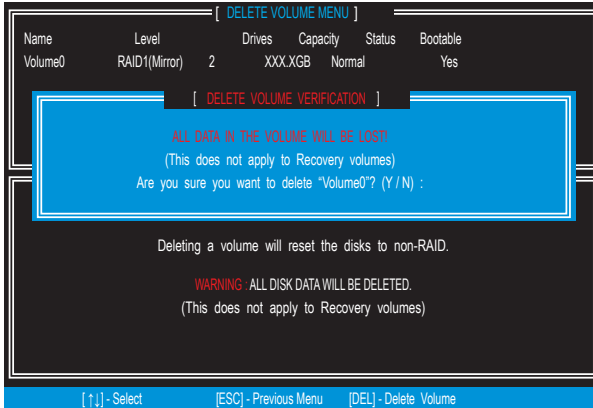 [ DELETE VOLUME MENU ]
Name Level Drives Capacity Status Bootable
Volume0 RAID1(Mirror) 2 XXX.XGB Normal Yes
[ DELETE VOLUME VERIFICATION ]
ALL DATA IN THE VOLUME WILL BE LOST!
(This does not apply to Recovery volumes)
Are you sure you want to delete “Volume0”? (Y / N) :
Deleting a volume will reset the disks to non-RAID.
WARNING : ALL DISK DATA WILL BE DELETED.
(This does not apply to Recovery volumes)
[ ↑↓] - Select [ESC] - Previous Menu [DEL] - Delete Volume